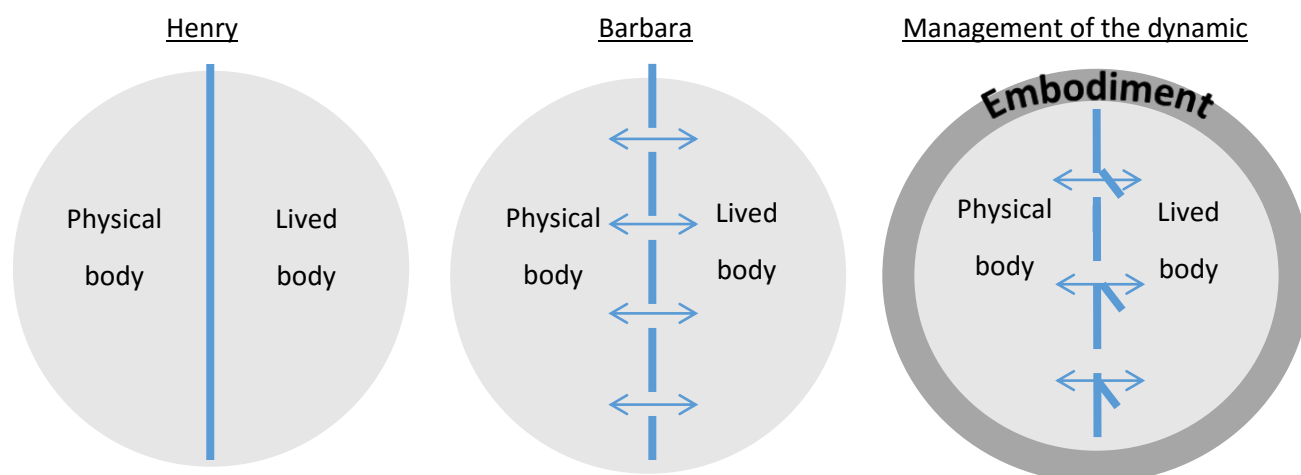 Henry
Physical
body
Lived
body
Barbara
Physical
body
Lived
body
Management of the dynamic
Embodiment
Physical
body
Lived
body